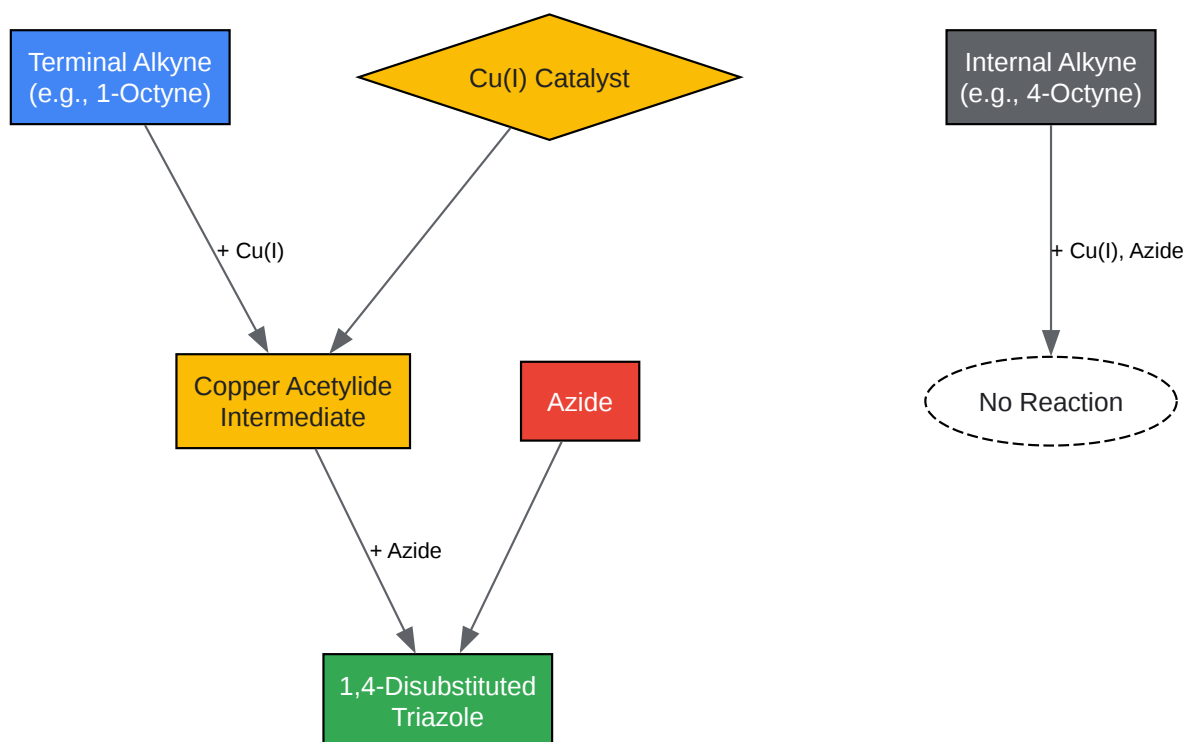 Terminal Alkyne
(e.g., 1-Octyne)
Cu(I) Catalyst
Internal Alkyne
(e.g., 4-Octyne)
+ Cu(I)
+ Cu(I), Azide
Copper Acetylide
Intermediate
Azide
No Reaction
+ Azide
1,4-Disubstituted
Triazole